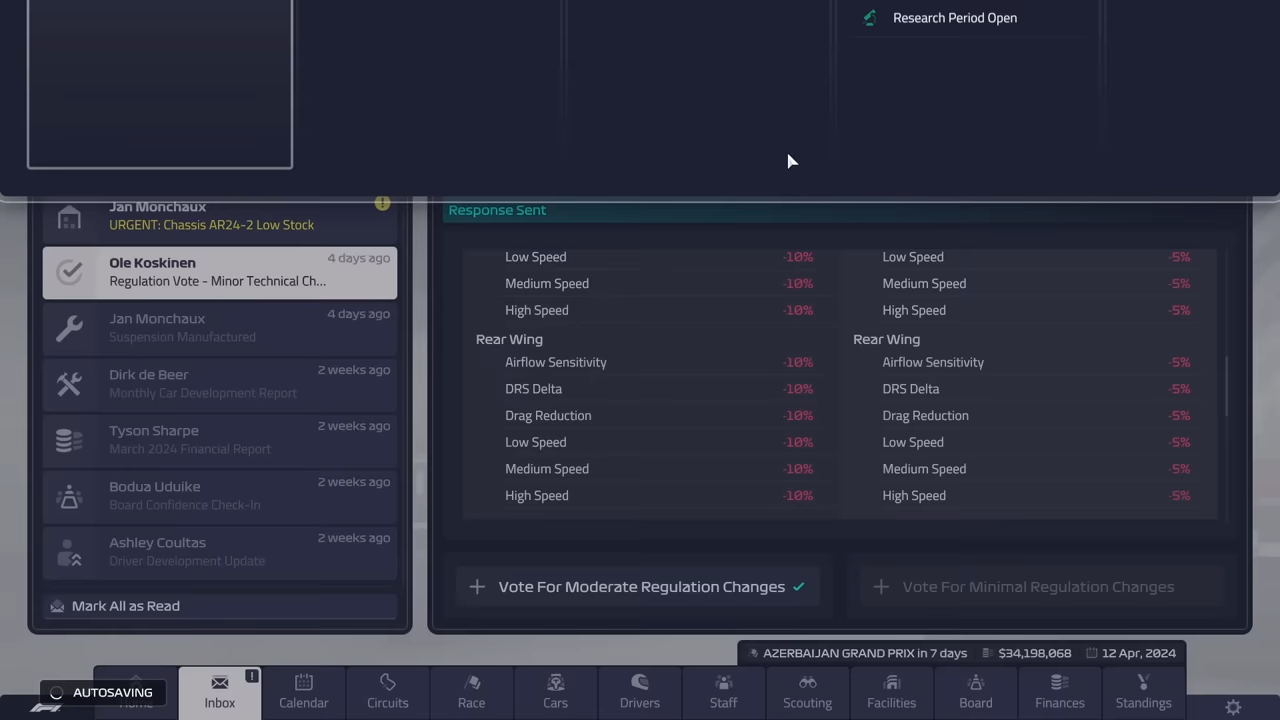 Research Period Open
Jan Monchaux
URGENT: Chassis AR24-2 Low Stock
Ole Koskinen
4 days ago
Regulation Vote - Minor Technical Ch...
Jan Monchaux
4 days ago
Suspension Manufactured
Dirk de Beer
2 weeks ago
Monthly Car Development Report
Tyson Sharpe
2 weeks ago
March 2024 Financial Report
Bodua Uduike
2 weeks ago
Board Confidence Check-In
Ashley Coultas
2 weeks ago
Driver Development Update
Mark All as Read
Response Sent
Low Speed -10% Low Speed -5%
Medium Speed -10% Medium Speed -5%
High Speed -10% High Speed -5%
Rear Wing Rear Wing
Airflow Sensitivity -10% Airflow Sensitivity -5%
DRS Delta -10% DRS Delta -5%
Drag Reduction -10% Drag Reduction -5%
Low Speed -10% Low Speed -5%
Medium Speed -10% Medium Speed -5%
High Speed -10% High Speed -5%
Vote For Moderate Regulation Changes Vote For Minimal Regulation Changes
AZERBAIJAN GRAND PRIX in 7 days $34,198,068 12 Apr, 2024
AUTOSAVING
Home Inbox Calendar Circuits Race Cars Drivers Staff Scouting Facilities Board Finances Standings